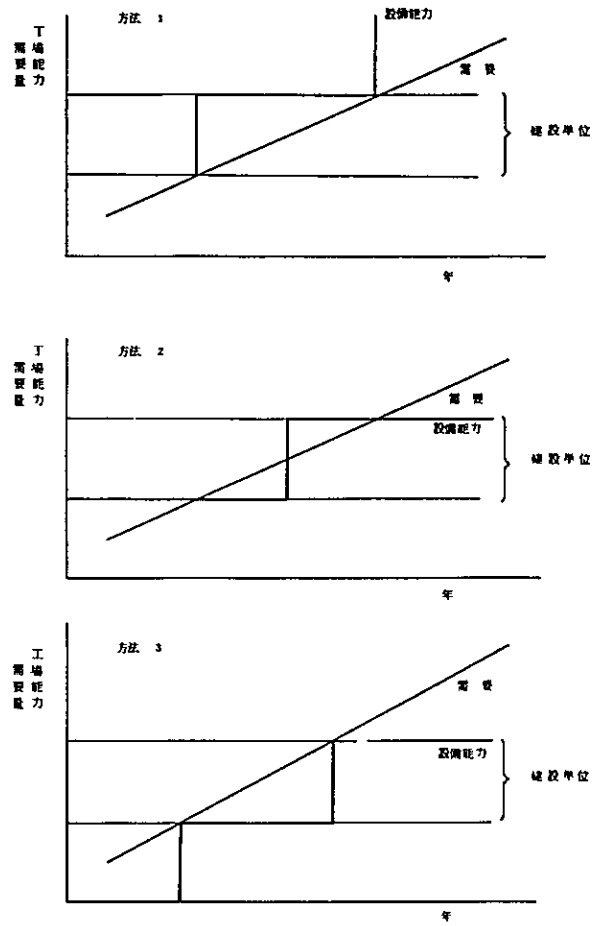 方法 1
工場能力
需要量
設備能力
需要
建設単位
年
方法 2
工場能力
需要量
需要
設備能力
建設単位
年
方法 3
工場能力
需要量
需要
設備能力
建設単位
年